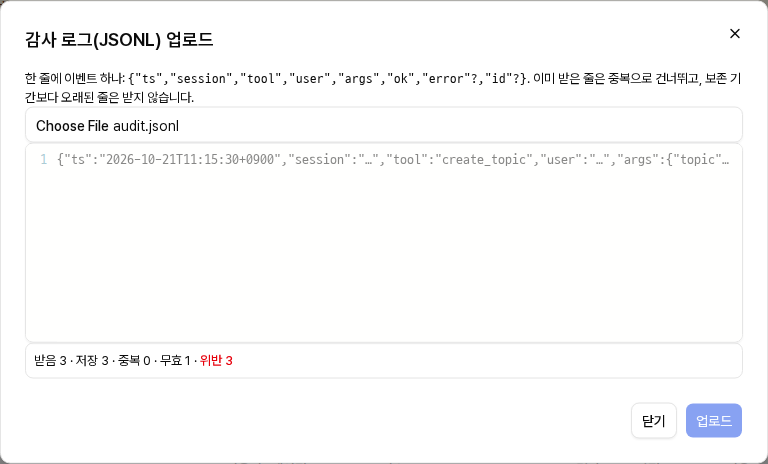 감사 로그(JSONL) 업로드
한 줄에 이벤트 하나: {"ts","session","tool","user","args","ok","error"?,"id"?}. 이미 받은 줄은 중복으로 건너뛰고, 보존 기
간보다 오래된 줄은 받지 않습니다.
Choose File audit.jsonl
1 {"ts":"2026-10-21T11:15:30+0900","session":"…","tool":"create_topic","user":"…","args":{"topic"…
받음 3 · 저장 3 · 중복 0 · 무효 1 · 위반 3
닫기 업로드